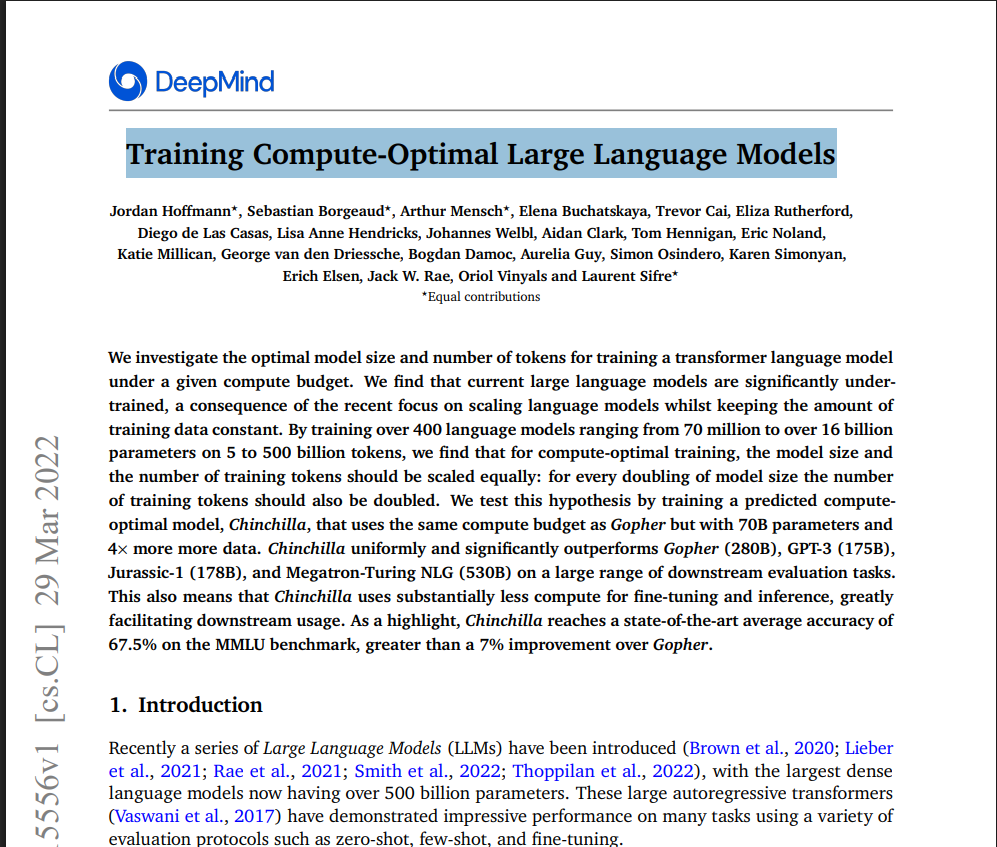 DeepMind
Training Compute-Optimal Large Language Models
Jordan Hoffmann★, Sebastian Borgeaud★, Arthur Mensch★, Elena Buchatskaya, Trevor Cai, Eliza Rutherford,
Diego de Las Casas, Lisa Anne Hendricks, Johannes Welbl, Aidan Clark, Tom Hennigan, Eric Noland,
Katie Millican, George van den Driessche, Bogdan Damoc, Aurelia Guy, Simon Osindero, Karen Simonyan,
Erich Elsen, Jack W. Rae, Oriol Vinyals and Laurent Sifre★
★Equal contributions
We investigate the optimal model size and number of tokens for training a transformer language model
under a given compute budget. We find that current large language models are significantly under-
trained, a consequence of the recent focus on scaling language models whilst keeping the amount of
training data constant. By training over 400 language models ranging from 70 million to over 16 billion
parameters on 5 to 500 billion tokens, we find that for compute-optimal training, the model size and
the number of training tokens should be scaled equally: for every doubling of model size the number
of training tokens should also be doubled. We test this hypothesis by training a predicted compute-
optimal model, Chinchilla, that uses the same compute budget as Gopher but with 70B parameters and
4× more more data. Chinchilla uniformly and significantly outperforms Gopher (280B), GPT-3 (175B),
Jurassic-1 (178B), and Megatron-Turing NLG (530B) on a large range of downstream evaluation tasks.
This also means that Chinchilla uses substantially less compute for fine-tuning and inference, greatly
facilitating downstream usage. As a highlight, Chinchilla reaches a state-of-the-art average accuracy of
67.5% on the MMLU benchmark, greater than a 7% improvement over Gopher.
1. Introduction
Recently a series of Large Language Models (LLMs) have been introduced (Brown et al., 2020; Lieber
et al., 2021; Rae et al., 2021; Smith et al., 2022; Thoppilan et al., 2022), with the largest dense
language models now having over 500 billion parameters. These large autoregressive transformers
(Vaswani et al., 2017) have demonstrated impressive performance on many tasks using a variety of
evaluation protocols such as zero-shot, few-shot, and fine-tuning.
5556v1 [cs.CL] 29 Mar 2022